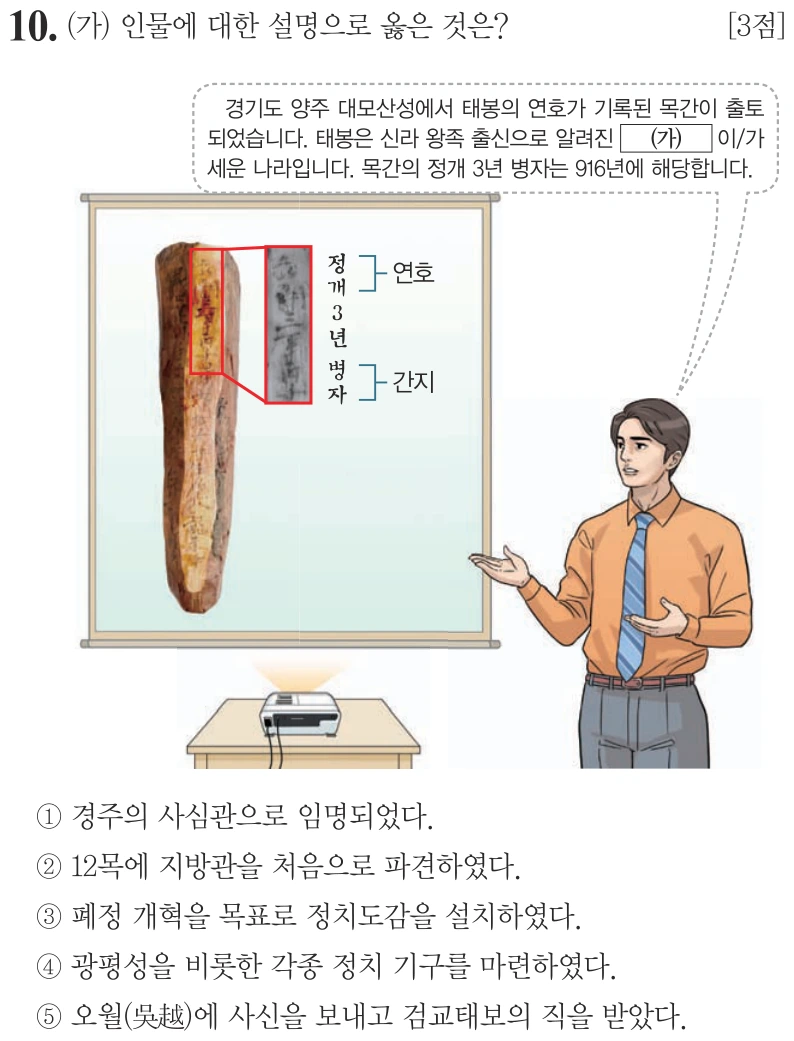 10. (가) 인물에 대한 설명으로 옳은 것은? [3점]
경기도 양주 대모산성에서 태봉의 연호가 기록된 목간이 출토
되었습니다. 태봉은 신라 왕족 출신으로 알려진 (가) 이/가
세운 나라입니다. 목간의 정개 3년 병자는 916년에 해당합니다.
정개 3년 병자
연호
간지
① 경주의 사심관으로 임명되었다.
② 12목에 지방관을 처음으로 파견하였다.
③ 폐정 개혁을 목표로 정치도감을 설치하였다.
④ 광평성을 비롯한 각종 정치 기구를 마련하였다.
⑤ 오월(吳越)에 사신을 보내고 검교태보의 직을 받았다.